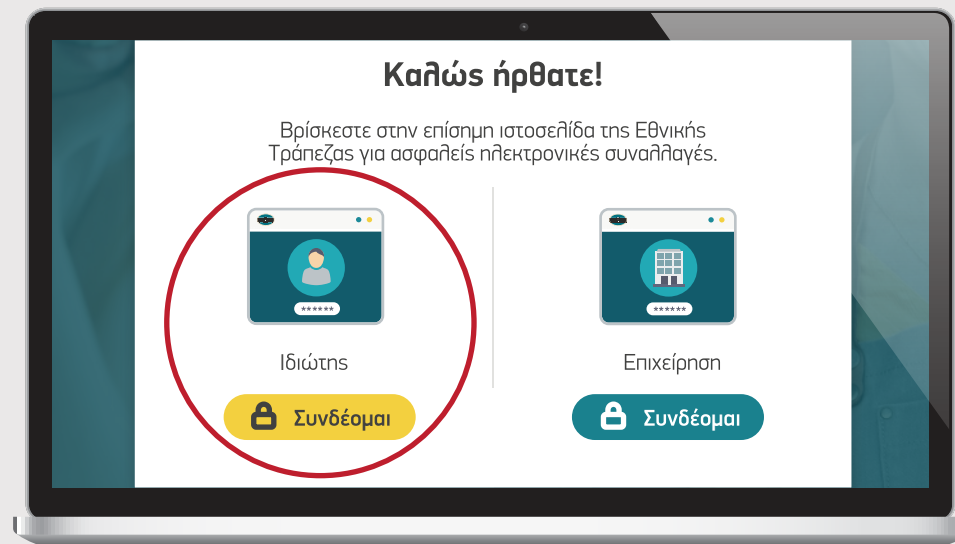 Καλώς ήρθατε!
Βρίσκεστε στην επίσημη ιστοσελίδα της Εθνικής
Τράπεζας για ασφαλείς ηλεκτρονικές συναλλαγές.
******
******
Ιδιώτης
Επιχείρηση
Συνδέομαι
Συνδέομαι